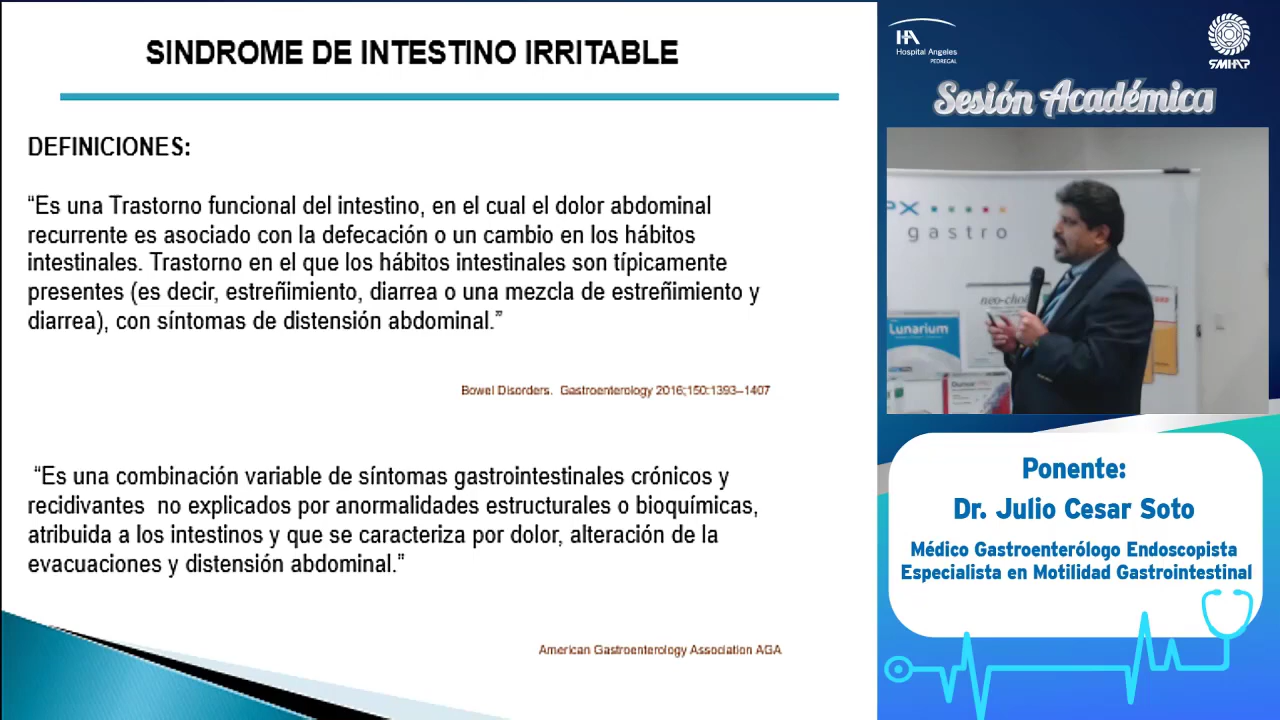 SINDROME DE INTESTINO IRRITABLE
DEFINICIONES:
“Es una Trastorno funcional del intestino, en el cual el dolor abdominal
recurrente es asociado con la defecación o un cambio en los hábitos
intestinales. Trastorno en el que los hábitos intestinales son típicamente
presentes (es decir, estreñimiento, diarrea o una mezcla de estreñimiento y
diarrea), con síntomas de distensión abdominal.”
Bowel Disorders. Gastroenterology 2016;150:1393–1407
“Es una combinación variable de síntomas gastrointestinales crónicos y
recidivantes no explicados por anormalidades estructurales o bioquímicas,
atribuida a los intestinos y que se caracteriza por dolor, alteración de la
evacuaciones y distensión abdominal.”
American Gastroenterology Association AGA
HA
Hospital Angeles
PEDREGAL
SMHAP
Sesión Académica
PX
gastro
neo-chol
Lunarium
Ponente:
Dr. Julio Cesar Soto
Médico Gastroenterólogo Endoscopista
Especialista en Motilidad Gastrointestinal